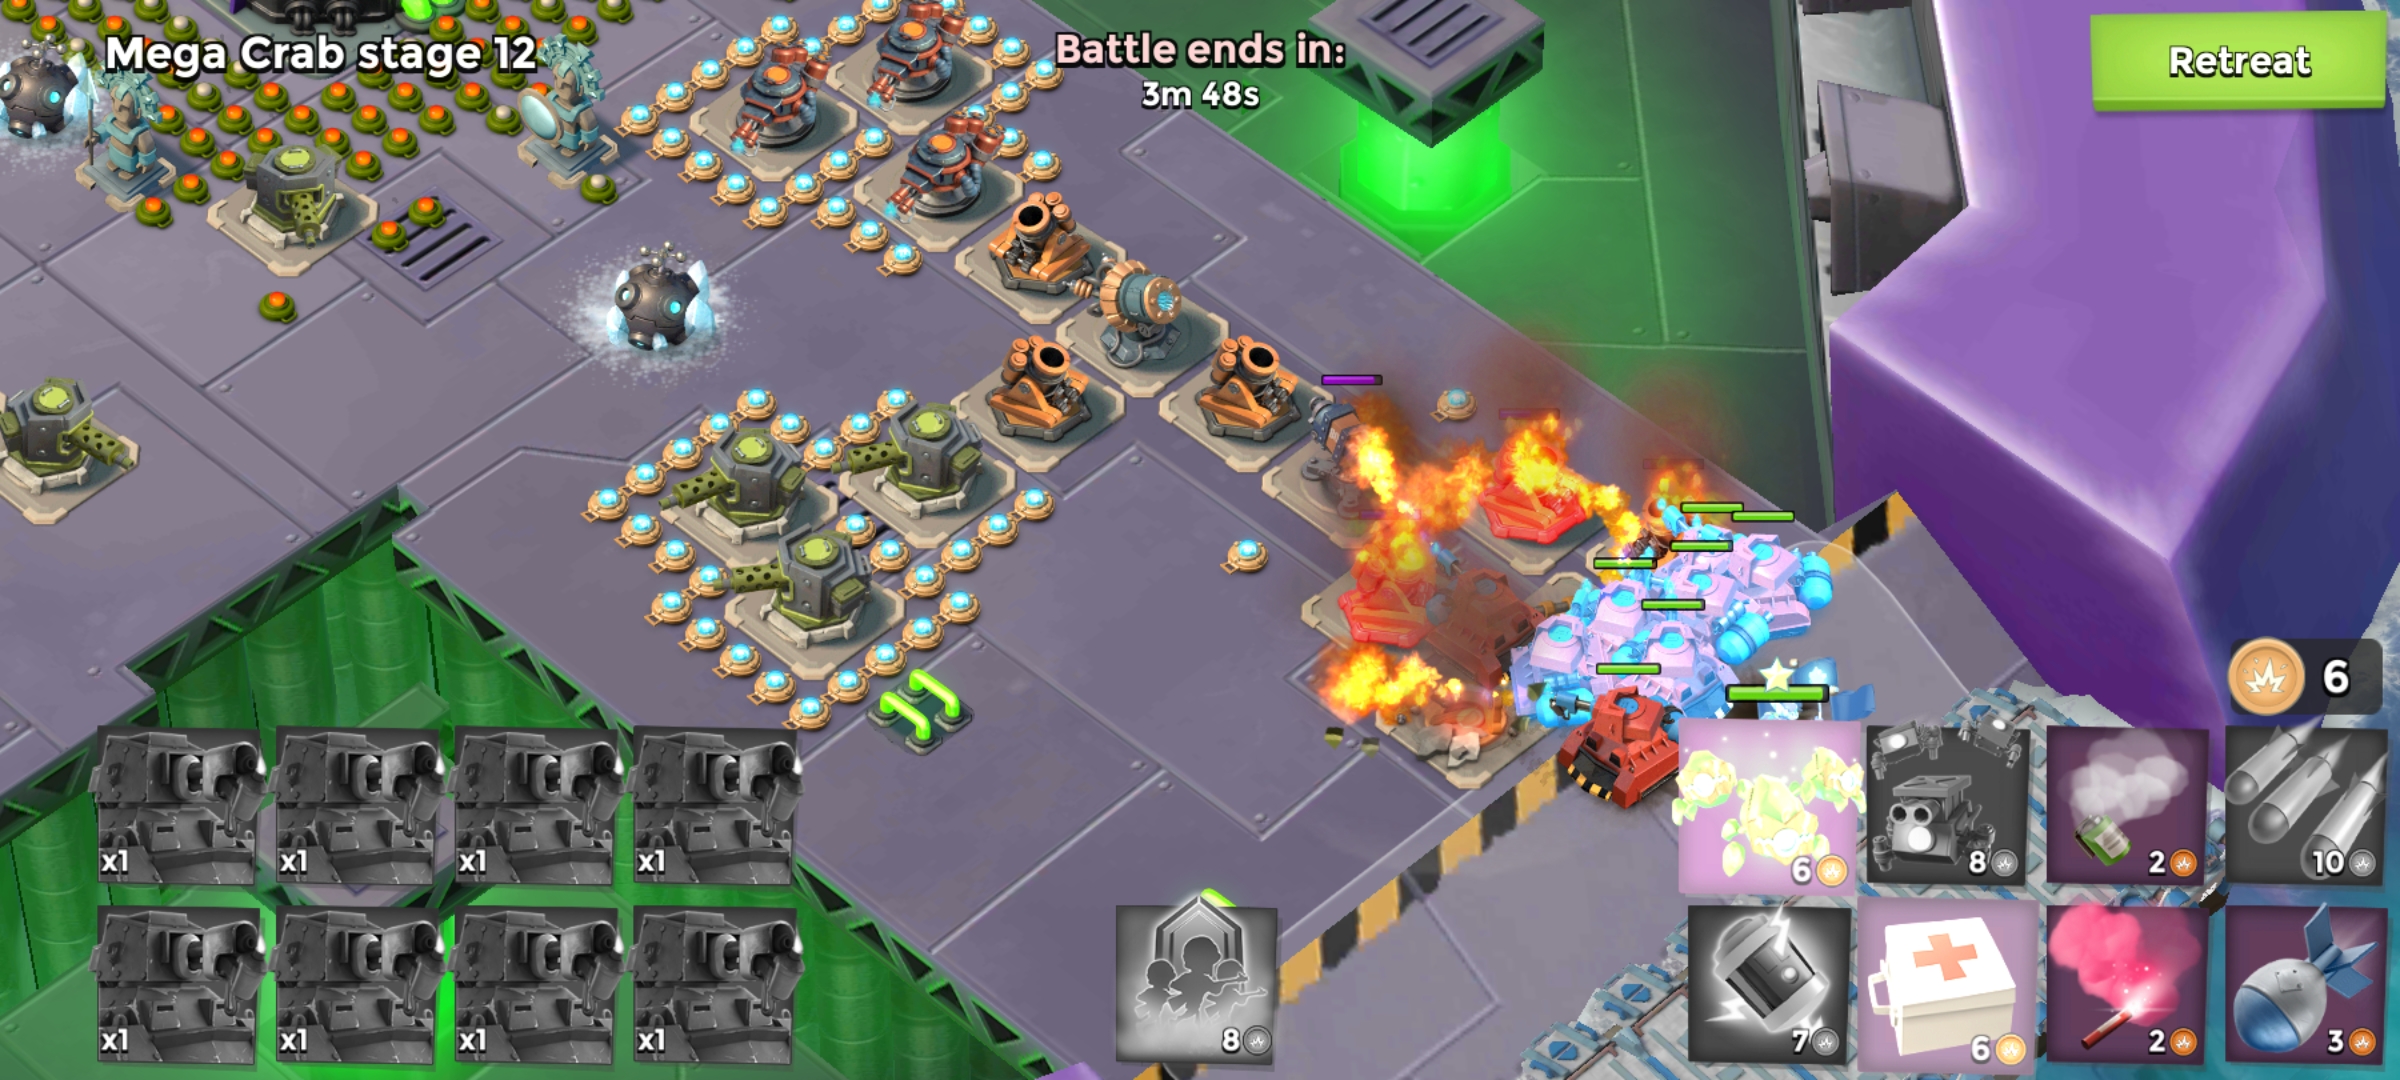 Mega Crab stage 12
Battle ends in:
3m 48s
Retreat
6
x1 x1 x1 x1
6 8 2 10
x1 x1 x1 x1
8
7 6 2 3